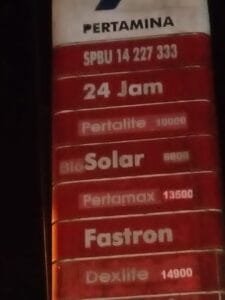 PERTAMINA
SPBU 14 227 333
24 Jam
Pertalite 10000
Bio Solar 6800
Pertamax 13500
Fastron
Dexlite 14900